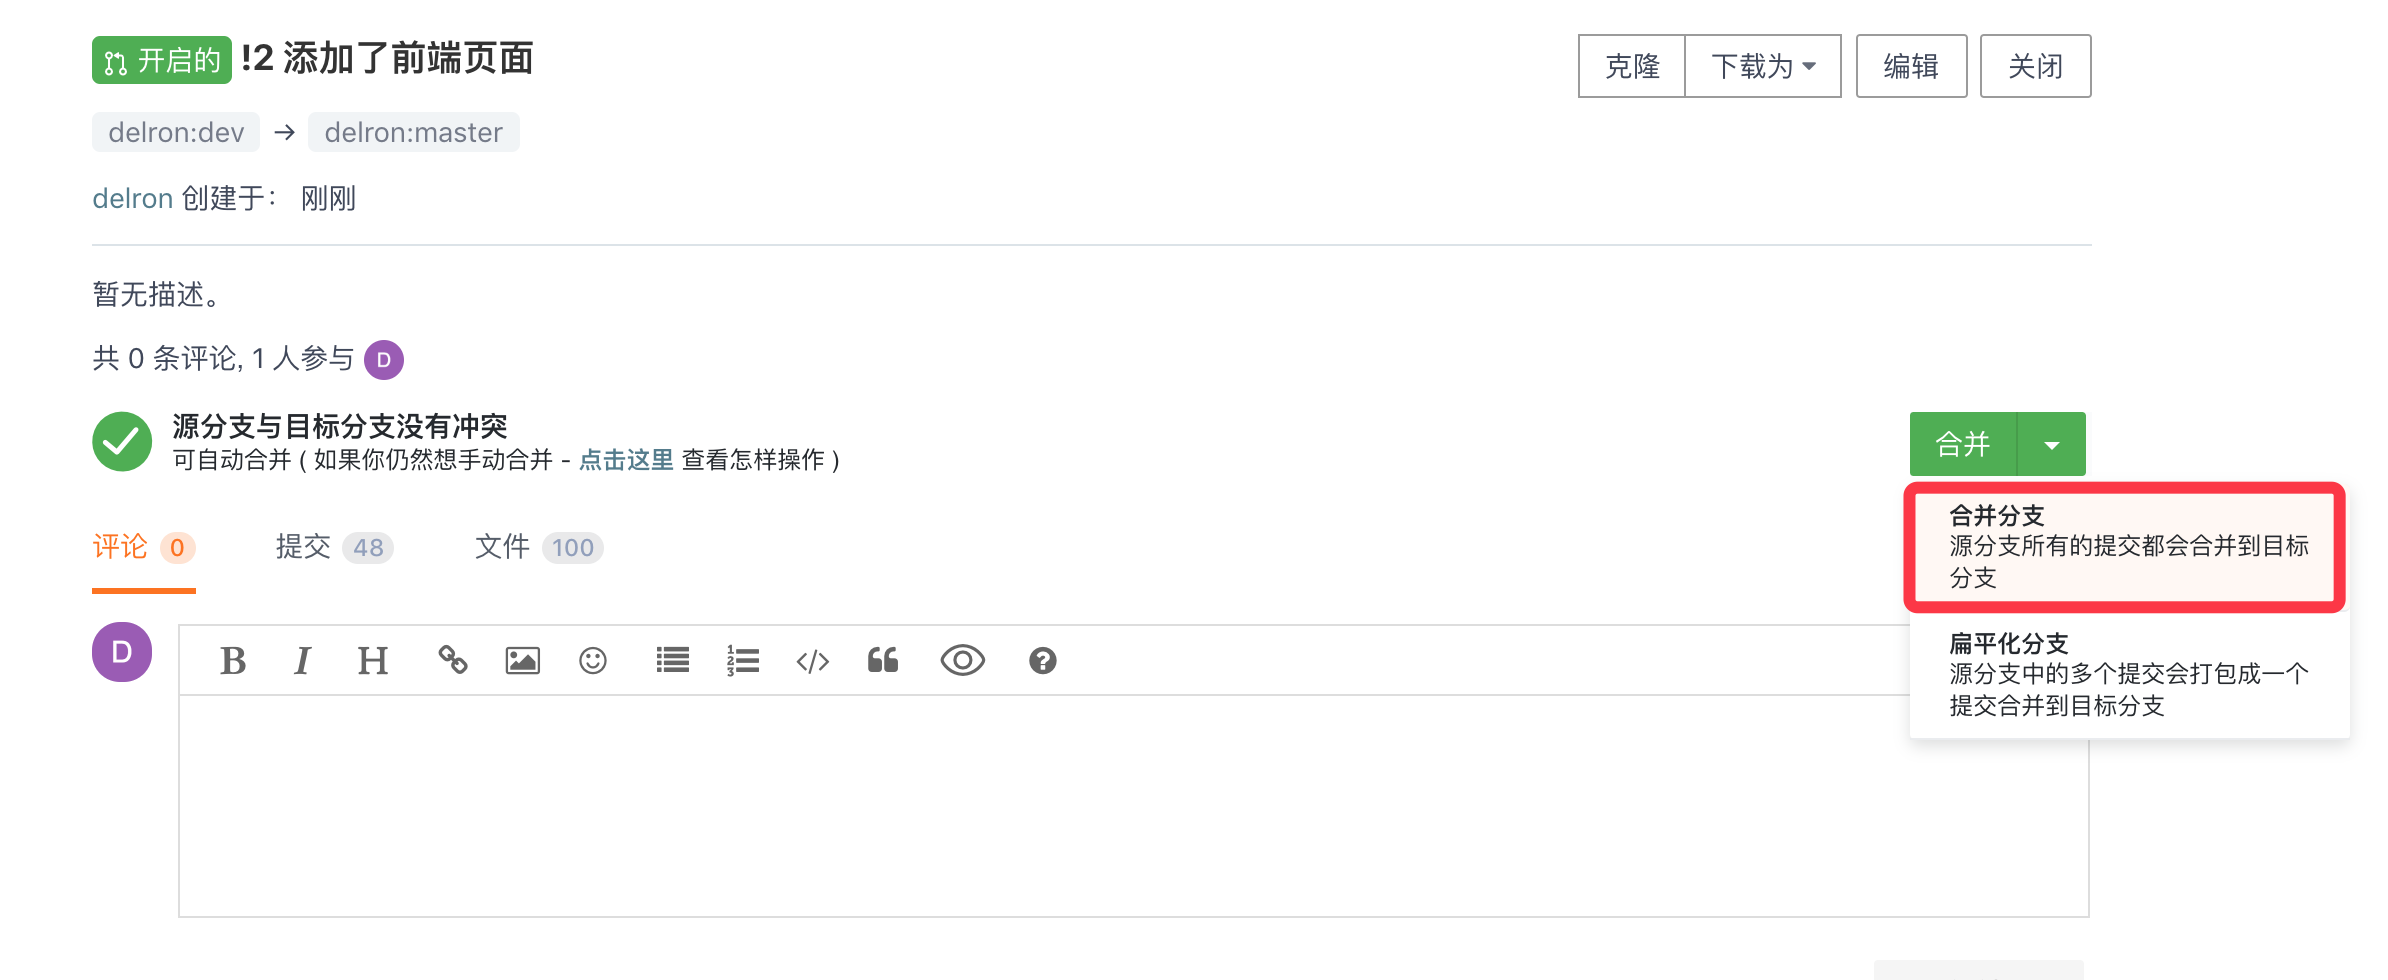 开启的 !2 添加了前端页面
克隆 下载为 编辑 关闭
delron:dev → delron:master
delron 创建于： 刚刚
暂无描述。
共 0 条评论, 1 人参与 D
源分支与目标分支没有冲突
可自动合并 ( 如果你仍然想手动合并 - 点击这里 查看怎样操作 )
合并
合并分支
源分支所有的提交都会合并到目标
分支
扁平化分支
源分支中的多个提交会打包成一个
提交合并到目标分支
评论 0 提交 48 文件 100
D
B I H